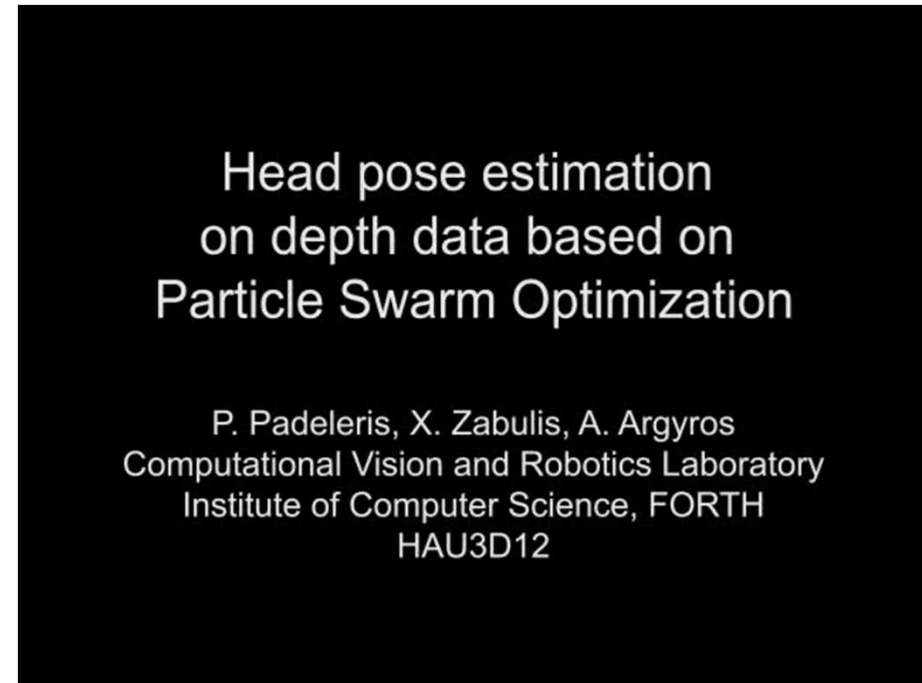 Head pose estimation
on depth data based on
Particle Swarm Optimization
P. Padeleris, X. Zabulis, A. Argyros
Computational Vision and Robotics Laboratory
Institute of Computer Science, FORTH
HAU3D12